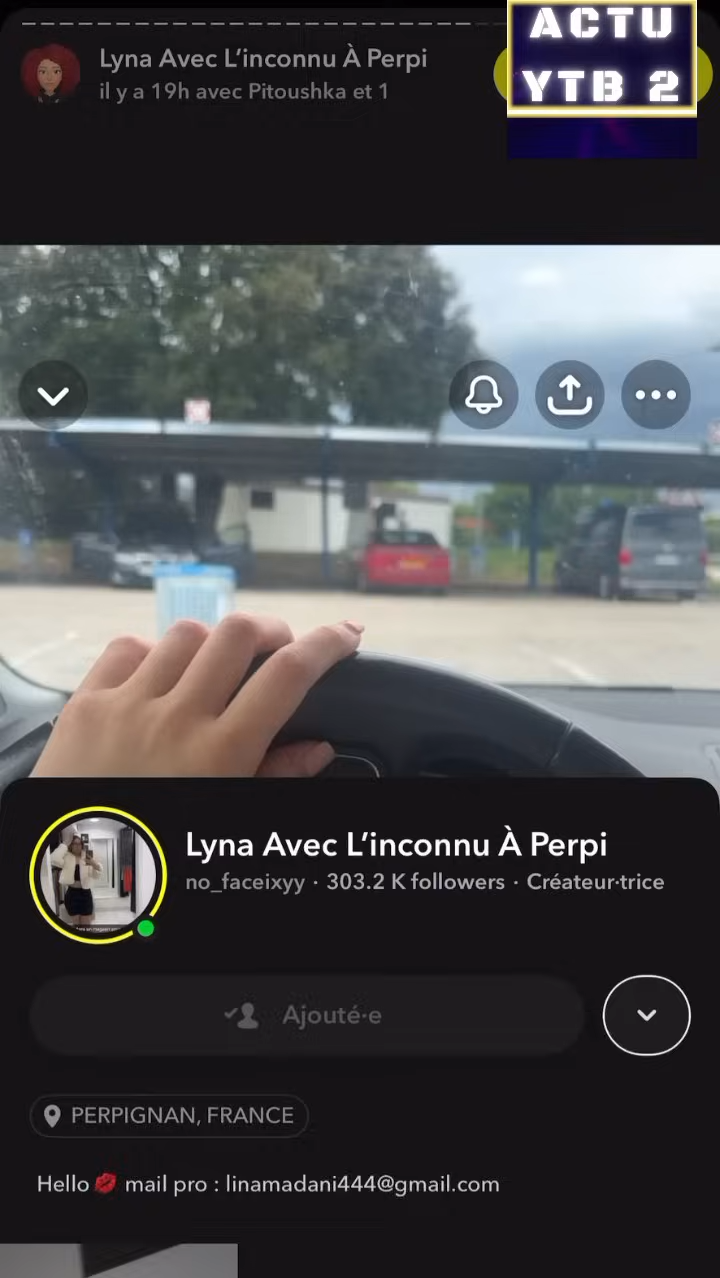 Lyna Avec L’inconnu À Perpi
il y a 19h avec Pitoushka et 1
ACTU
YTB 2
Lyna Avec L’inconnu À Perpi
no_faceixyy · 303.2 K followers · Créateur·trice
Ajouté·e
PERPIGNAN, FRANCE
Hello💋 mail pro : linamadani444@gmail.com